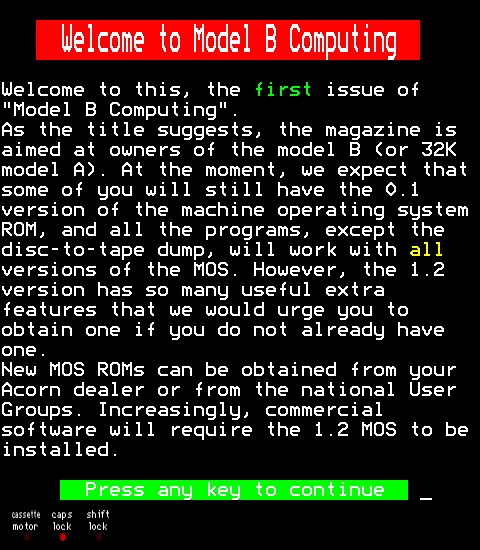 Welcome to Model B Computing
Welcome to this, the first issue of
"Model B Computing".
As the title suggests, the magazine is
aimed at owners of the model B (or 32K
model A). At the moment, we expect that
some of you will still have the 0.1
version of the machine operating system
ROM, and all the programs, except the
disc-to-tape dump, will work with all
versions of the MOS. However, the 1.2
version has so many useful extra
features that we would urge you to
obtain one if you do not already have
one.
New MOS ROMs can be obtained from your
Acorn dealer or from the national User
Groups. Increasingly, commercial
software will require the 1.2 MOS to be
installed.
Press any key to continue _
cassette caps shift
motor lock lock